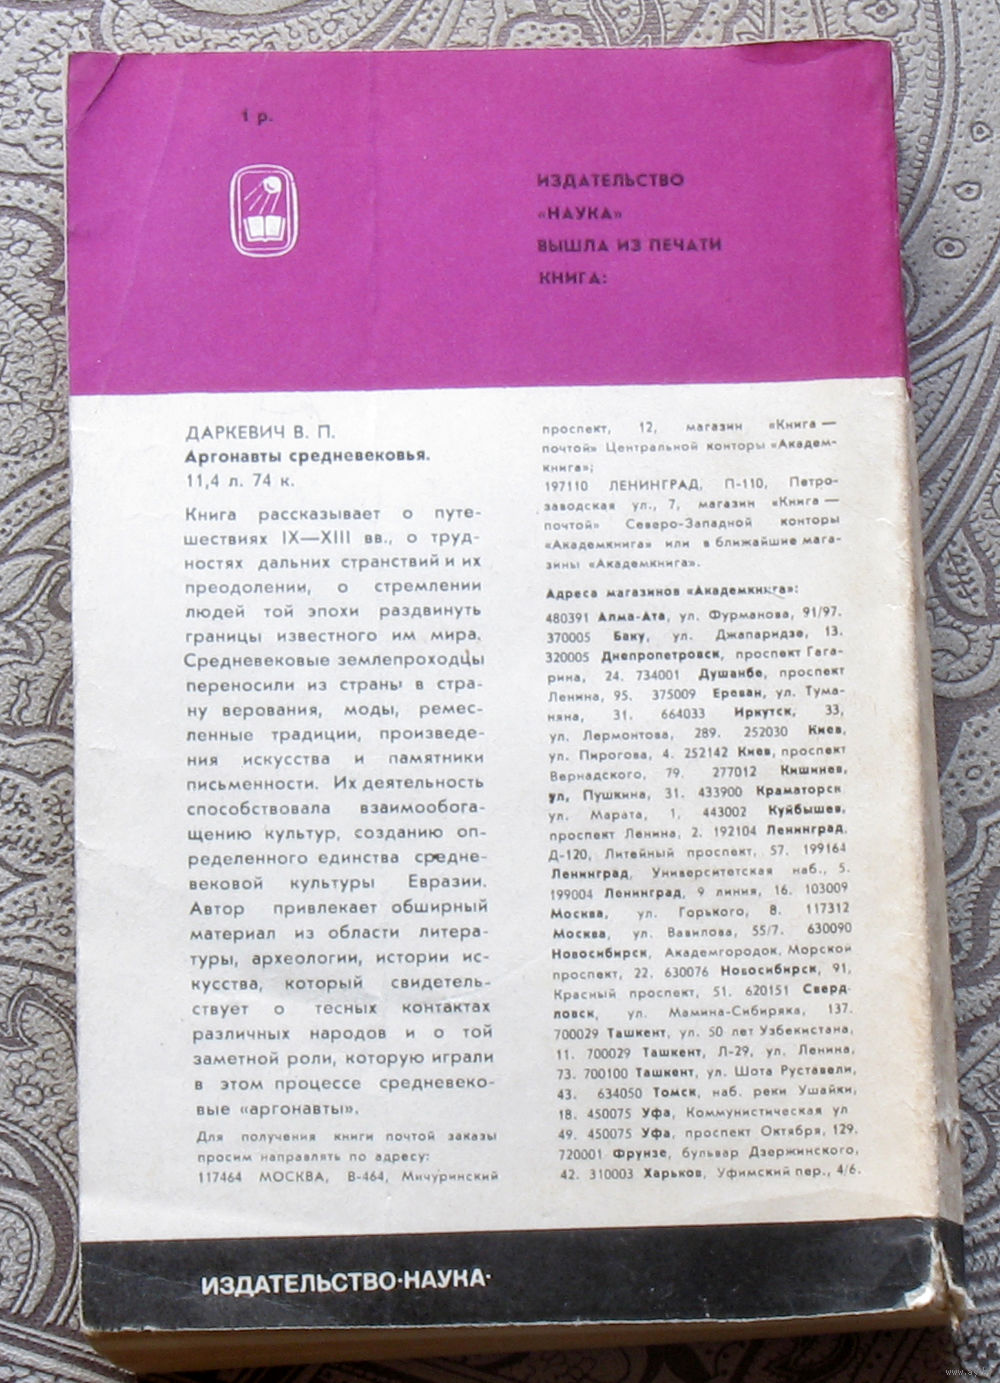 1 р.
ИЗДАТЕЛЬСТВО
«НАУКА»
ВЫШЛА ИЗ ПЕЧАТИ
КНИГА:
ДАРКЕВИЧ В. П.
Аргонавты средневековья.
11,4 л. 74 к.
Книга рассказывает о путе-
шествиях IX—XIII вв., о труд-
ностях дальних странствий и их
преодолении, о стремлении
людей той эпохи раздвинуть
границы известного им мира.
Средневековые землепроходцы
переносили из страны в стра-
ну верования, моды, ремес-
ленные традиции, произведе-
ния искусства и памятники
письменности. Их деятельность
способствовала взаимообога-
щению культур, созданию оп-
ределенного единства средне-
вековой культуры Евразии.
Автор привлекает обширный
материал из области литера-
туры, археологии, истории ис-
кусства, который свидетель-
ствует о тесных контактах
различных народов и о той
заметной роли, которую играли
в этом процессе средневеко-
вые «аргонавты».
Для получения книги почтой заказы
просим направлять по адресу:
117464 МОСКВА, В-464, Мичуринский
проспект, 12, магазин «Книга —
почтой» Центральной конторы «Академ-
книга»;
197110 ЛЕНИНГРАД, П-110, Петро-
заводская ул., 7, магазин «Книга —
почтой» Северо-Западной конторы
«Академкнига» или в ближайшие мага-
зины «Академкнига».
Адреса магазинов «Академкнига»:
480391 Алма-Ата, ул. Фурманова, 91/97.
370005 Баку, ул. Джапаридзе, 13.
320005 Днепропетровск, проспект Гага-
рина, 24. 734001 Душанбе, проспект
Ленина, 95. 375009 Ереван, ул. Тума-
няна, 31. 664033 Иркутск, 33,
ул. Лермонтова, 289. 252030 Киев,
ул. Пирогова, 4. 252142 Киев, проспект
Вернадского, 79. 277012 Кишинев,
ул, Пушкина, 31. 433900 Краматорск
ул. Марата, 1, 443002 Куйбышев,
проспект Ленина, 2. 192104 Ленинград,
Д-120, Литейный проспект, 57. 199164
Ленинград, Университетская наб., 5.
199004 Ленинград, 9 линия, 16. 103009
Москва, ул. Горького, 8. 117312
Москва, ул. Вавилова, 55/7. 630090
Новосибирск, Академгородок, Морской
проспект, 22. 630076 Новосибирск, 91,
Красный проспект, 51. 620151 Сверд-
ловск, ул. Мамина-Сибиряка, 137.
700029 Ташкент, ул. 50 лет Узбекистана,
11. 700029 Ташкент, Л-29, ул. Ленина,
73. 700100 Ташкент, ул. Шота Руставели,
43. 634050 Томск, наб. реки Ушайки,
18. 450075 Уфа, Коммунистическая ул
49. 450075 Уфа, проспект Октября, 129.
720001 Фрунзе, бульвар Дзержинского,
42. 310003 Харьков, Уфимский пер., 4/6.
ИЗДАТЕЛЬСТВО·НАУКА·